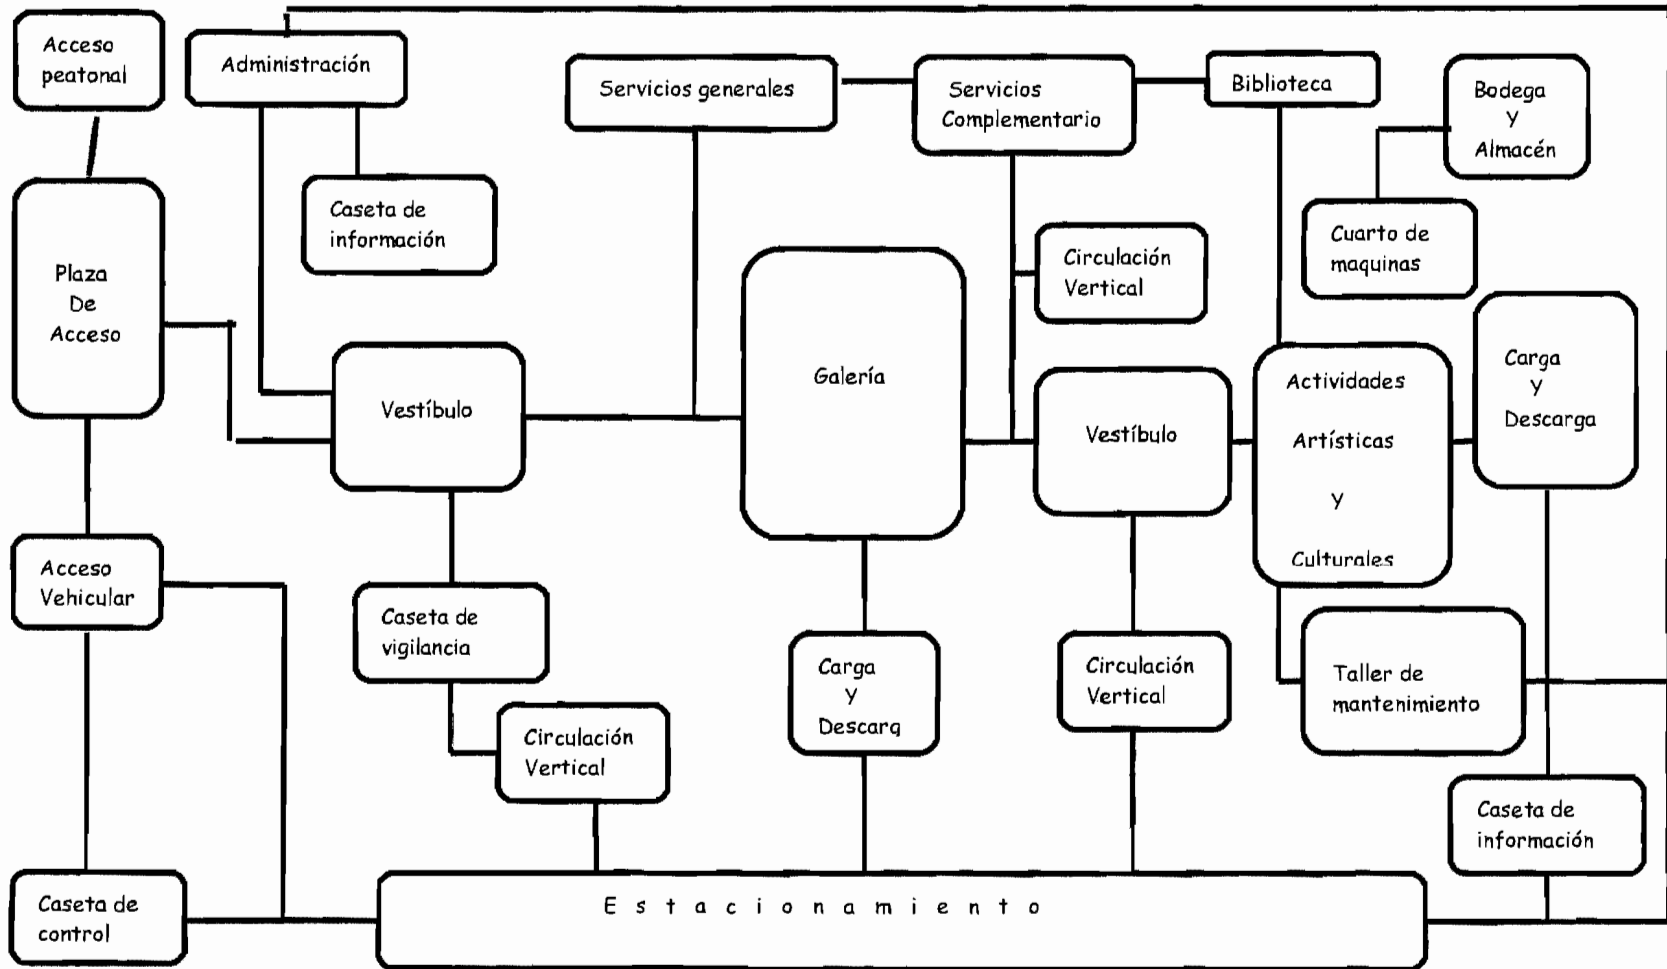 Acceso
peatonal
Administración
Servicios generales
Servicios
Complementario
Biblioteca
Bodega
Y
Almacén
Caseta de
información
Cuarto de
maquinas
Plaza
De
Acceso
Circulación
Vertical
Vestíbulo
Galería
Vestíbulo
Actividades
Artísticas
Y
Culturales
Carga
Y
Descarga
Acceso
Vehicular
Caseta de
vigilancia
Circulación
Vertical
Carga
Y
Descarg
Circulación
Vertical
Taller de
mantenimiento
Caseta de
información
Caseta de
control
Estacionamiento